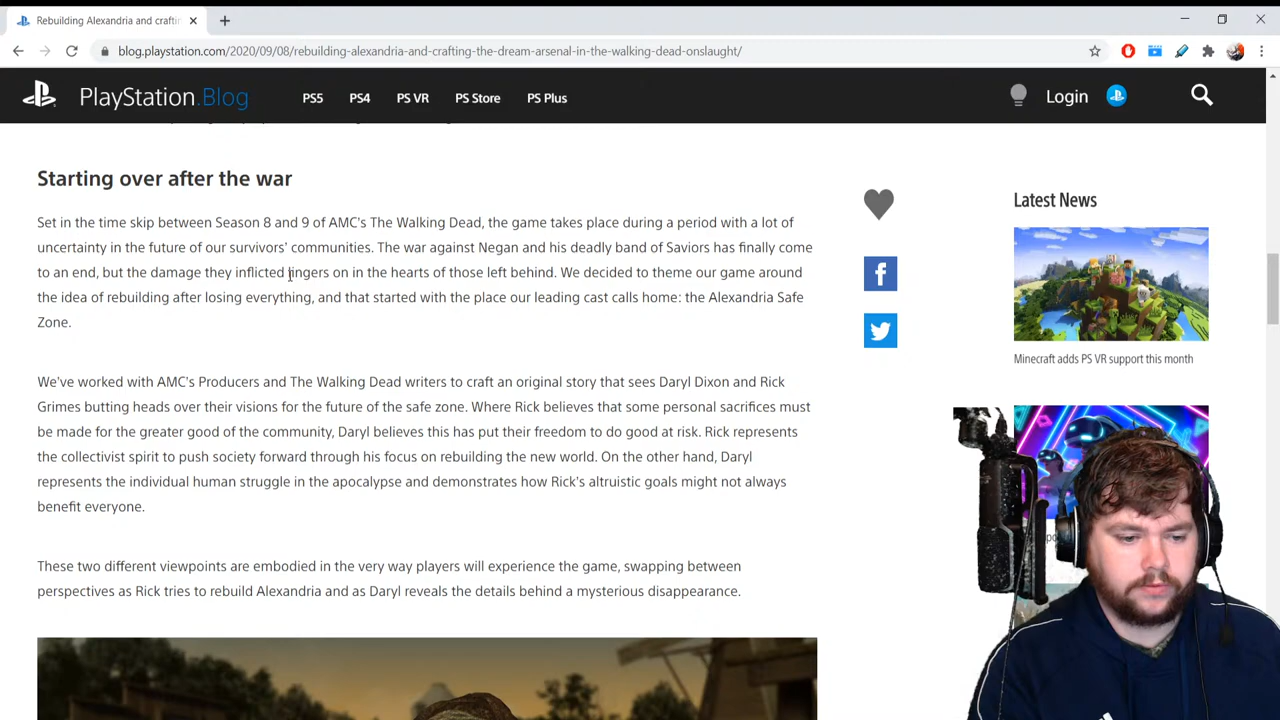 Rebuilding Alexandria and craftin
blog.playstation.com/2020/09/08/rebuilding-alexandria-and-crafting-the-dream-arsenal-in-the-walking-dead-onslaught/
PlayStation.Blog
PS5 PS4 PS VR PS Store PS Plus
Login
Starting over after the war
Set in the time skip between Season 8 and 9 of AMC's The Walking Dead, the game takes place during a period with a lot of
uncertainty in the future of our survivors' communities. The war against Negan and his deadly band of Saviors has finally come
to an end, but the damage they inflicted lingers on in the hearts of those left behind. We decided to theme our game around
the idea of rebuilding after losing everything, and that started with the place our leading cast calls home: the Alexandria Safe
Zone.
We've worked with AMC's Producers and The Walking Dead writers to craft an original story that sees Daryl Dixon and Rick
Grimes butting heads over their visions for the future of the safe zone. Where Rick believes that some personal sacrifices must
be made for the greater good of the community, Daryl believes this has put their freedom to do good at risk. Rick represents
the collectivist spirit to push society forward through his focus on rebuilding the new world. On the other hand, Daryl
represents the individual human struggle in the apocalypse and demonstrates how Rick's altruistic goals might not always
benefit everyone.
These two different viewpoints are embodied in the very way players will experience the game, swapping between
perspectives as Rick tries to rebuild Alexandria and as Daryl reveals the details behind a mysterious disappearance.
Latest News
Minecraft adds PS VR support this month